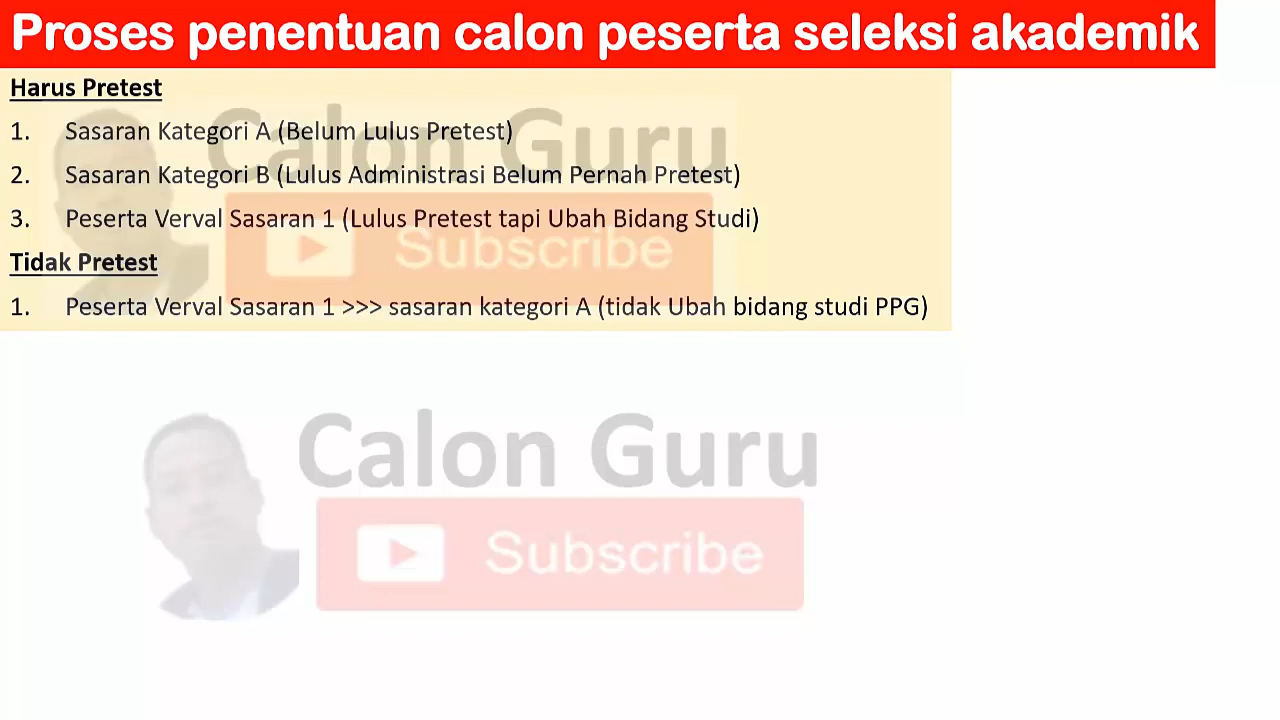 Proses penentuan calon peserta seleksi akademik
Harus Pretest
1. Sasaran Kategori A (Belum Lulus Pretest)
2. Sasaran Kategori B (Lulus Administrasi Belum Pernah Pretest)
3. Peserta Verval Sasaran 1 (Lulus Pretest tapi Ubah Bidang Studi)
Tidak Pretest
1. Peserta Verval Sasaran 1 >>> sasaran kategori A (tidak Ubah bidang studi PPG)
Calon Guru
Subscribe
Calon Guru
Subscribe